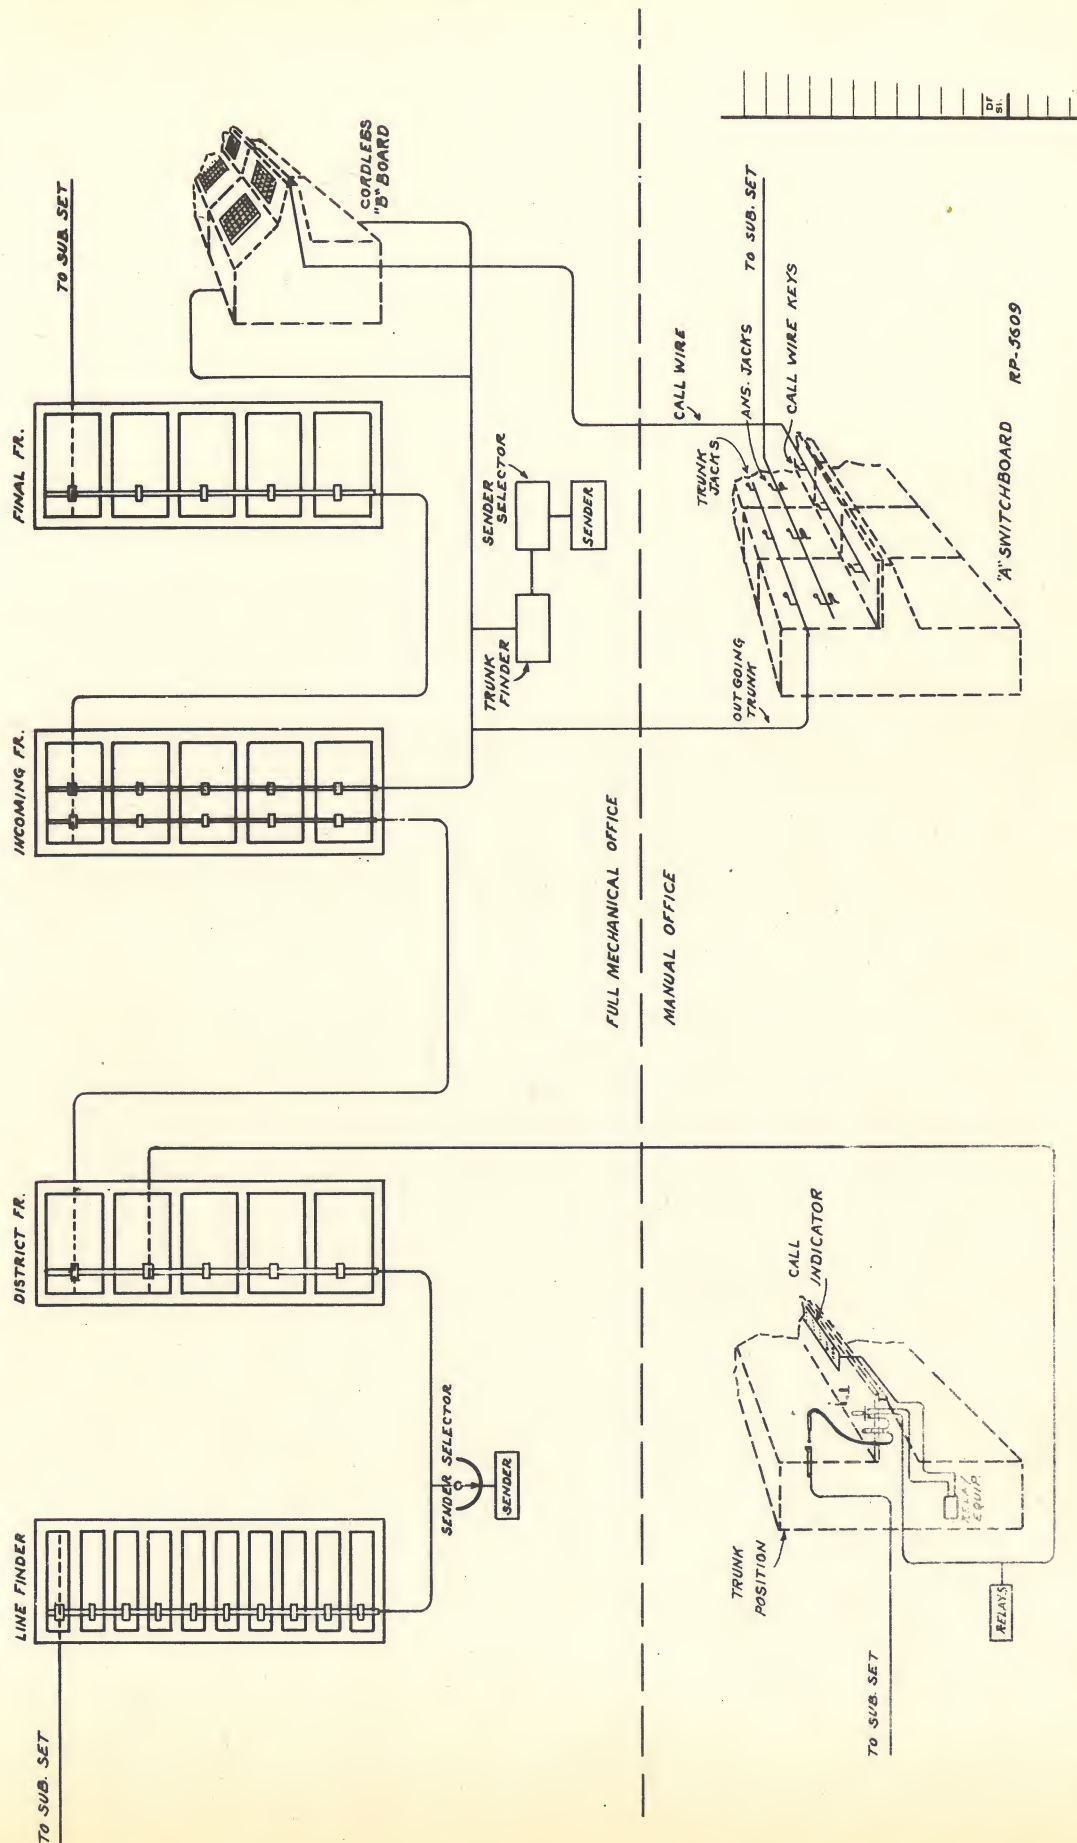 TO SUB. SET
LINE FINDER
DISTRICT FR.
INCOMING FR.
FINAL FR.
TO SUB. SET
SENDER SELECTOR
SENDER
TRUNK
FINDER
SENDER
SELECTOR
SENDER
CORDLESS
"B" BOARD
FULL MECHANICAL OFFICE
MANUAL OFFICE
TO SUB. SET
TRUNK
POSITION
RELAYS
RELAY
EQUIP.
CALL
INDICATOR
OUT GOING
TRUNK
CALL WIRE
TRUNK
JACKS
ANS. JACKS
TO SUB. SET
CALL WIRE KEYS
"A" SWITCHBOARD
RP-5609